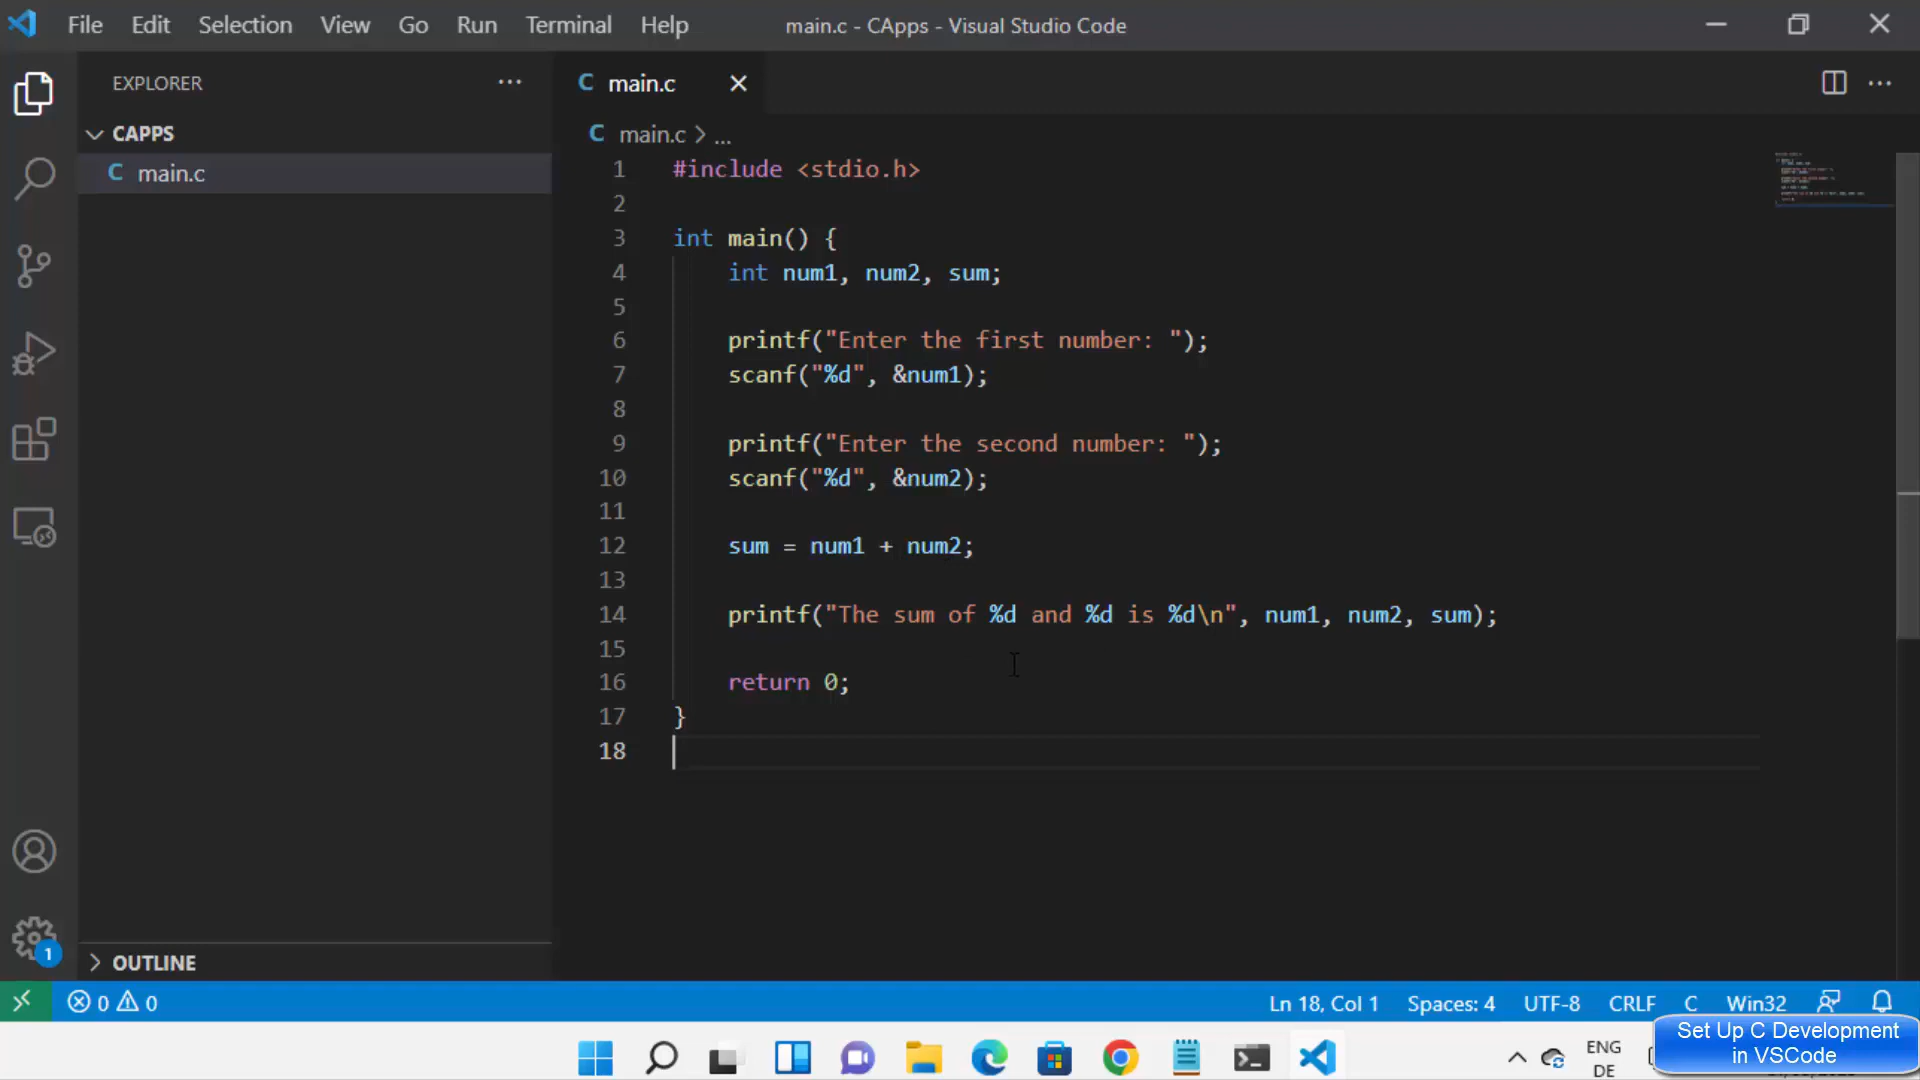 File Edit Selection View Go Run Terminal Help
main.c - CApps - Visual Studio Code
EXPLORER
CAPPS
main.c
OUTLINE
main.c
main.c > ...
1 #include <stdio.h>
2
3 int main() {
4 int num1, num2, sum;
5
6 printf("Enter the first number: ");
7 scanf("%d", &num1);
8
9 printf("Enter the second number: ");
10 scanf("%d", &num2);
11
12 sum = num1 + num2;
13
14 printf("The sum of %d and %d is %d\n", num1, num2, sum);
15
16 return 0;
17 }
18
1
0 0
Ln 18, Col 1 Spaces: 4 UTF-8 CRLF C Win32
ENG
DE
Set Up C Development
in VSCode